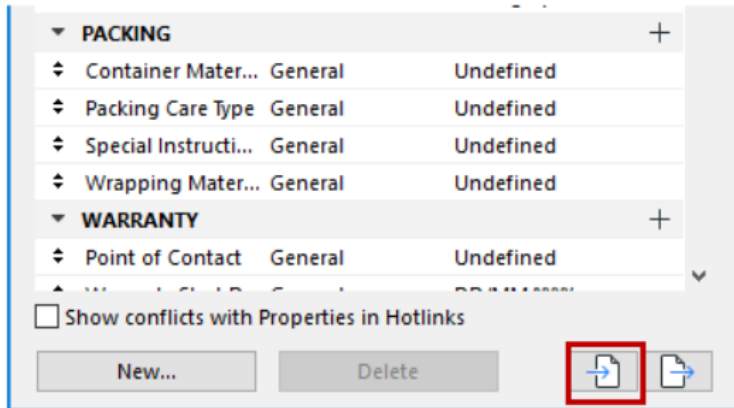 PACKING
Container Mater... General Undefined
Packing Care Type General Undefined
Special Instructi... General Undefined
Wrapping Mater... General Undefined
WARRANTY
Point of Contact General Undefined
Show conflicts with Properties in Hotlinks
New... Delete